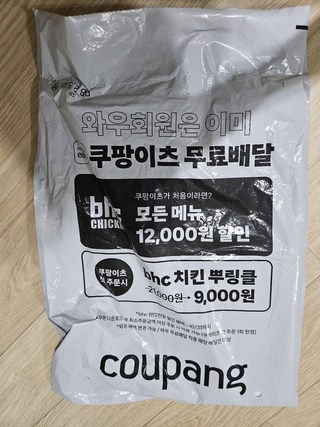 와우회원은 이미
쿠팡이츠 무료배달
bhc
CHICKEN
쿠팡이츠가 처음이라면?
모든 메뉴
12,000원 할인
쿠팡이츠
첫 주문시
bhc 치킨 뿌링클
21,000원→ 9,000원
coupang